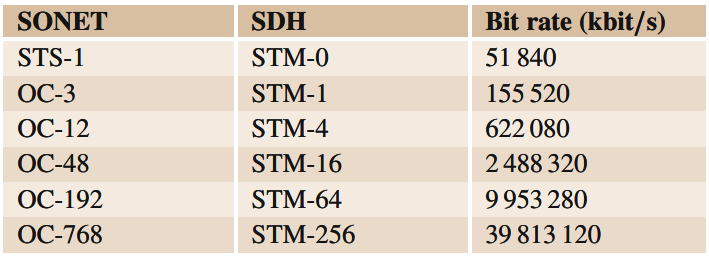 SONET SDH Bit rate (kbit/s)
STS-1 STM-0 51 840
OC-3 STM-1 155 520
OC-12 STM-4 622 080
OC-48 STM-16 2 488 320
OC-192 STM-64 9 953 280
OC-768 STM-256 39 813 120